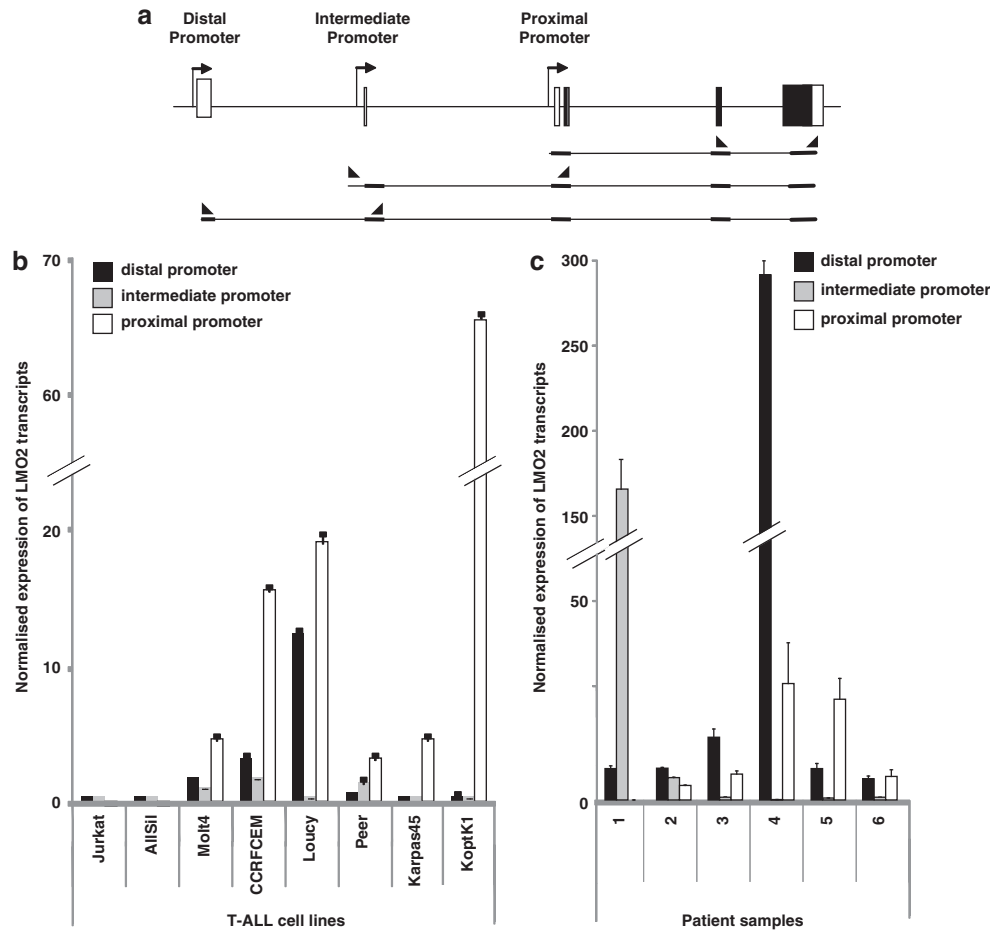 a
Distal
Promoter
Intermediate
Promoter
Proximal
Promoter
b
Normalised expression of LMO2 transcripts
70
60
20
10
0
distal promoter
intermediate promoter
proximal promoter
Jurkat
AllSil
Molt4
CCRFCEM
Loucy
Peer
Karpas45
KoptK1
T-ALL cell lines
c
Normalised expression of LMO2 transcripts
300
250
200
150
50
0
distal promoter
intermediate promoter
proximal promoter
1
2
3
4
5
6
Patient samples